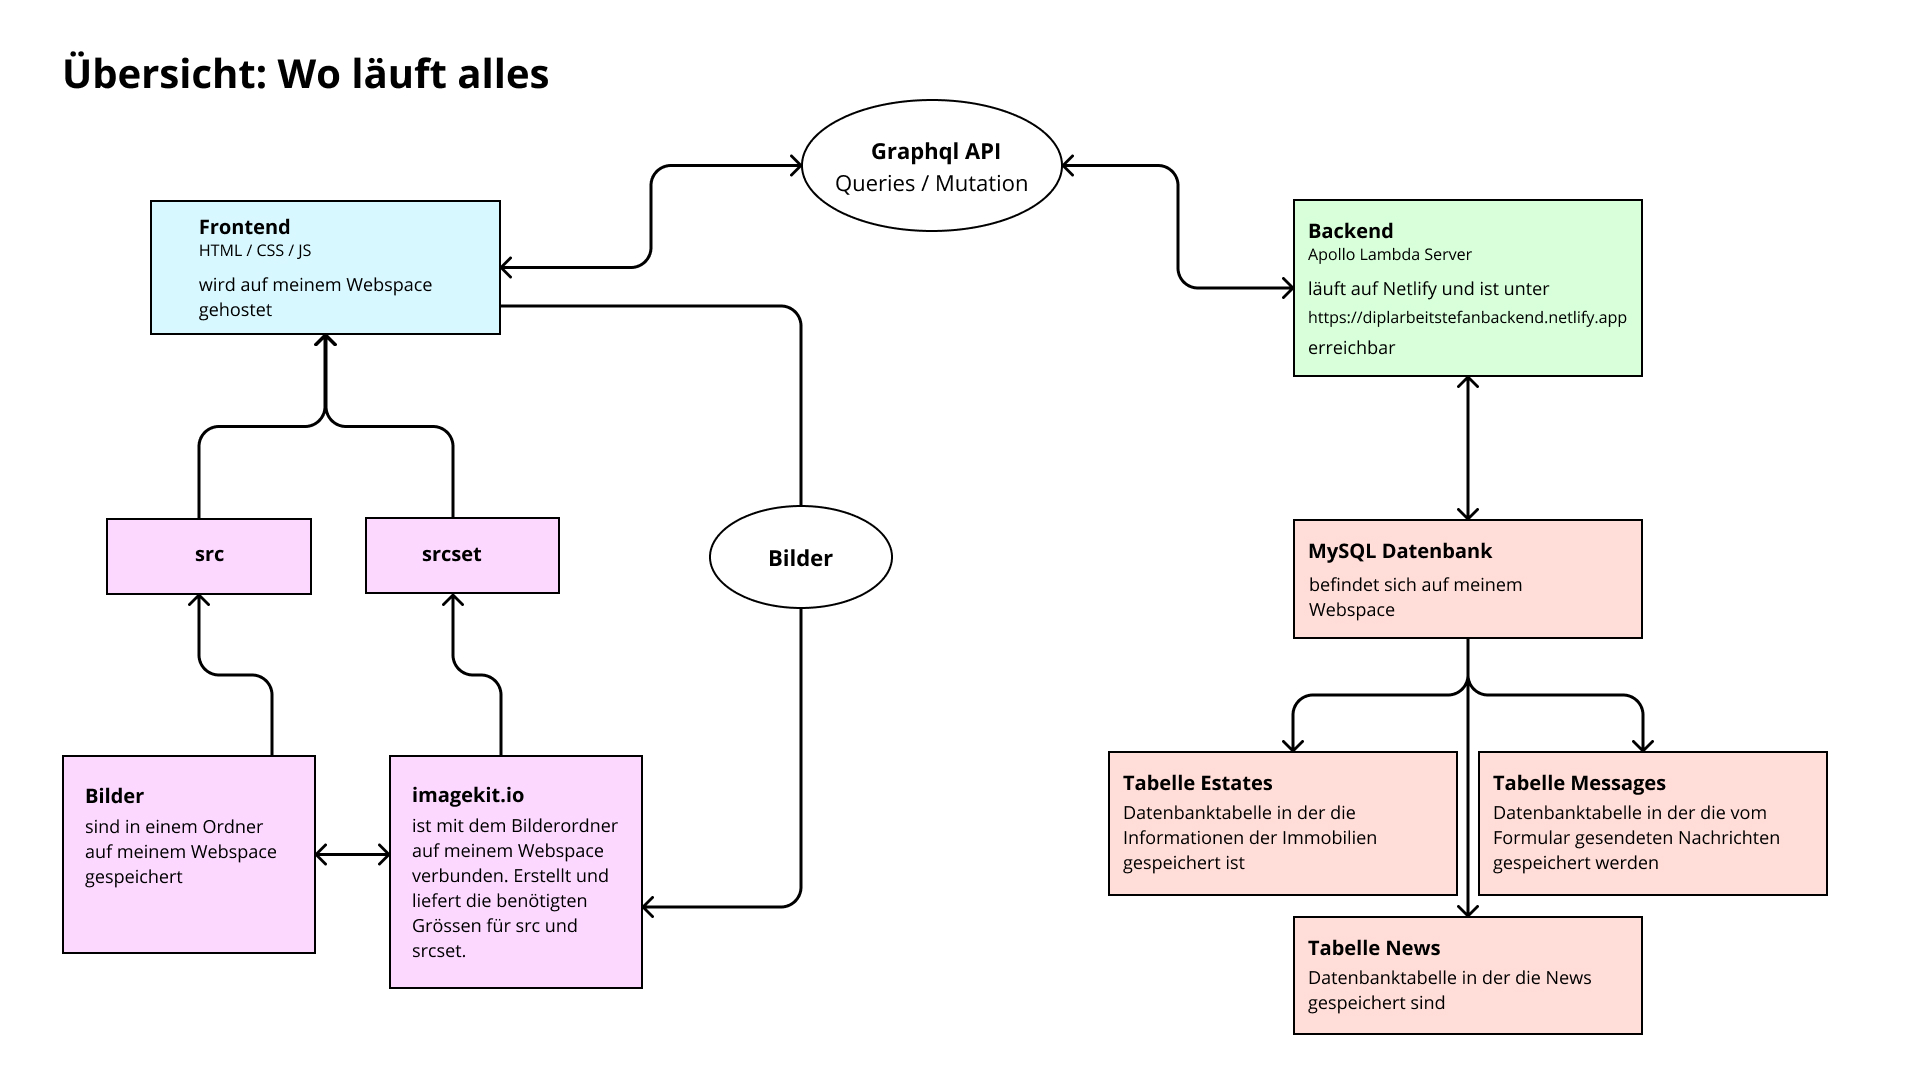 Übersicht: Wo läuft alles
Graphql API
Queries / Mutation
Frontend
HTML / CSS / JS
wird auf meinem Webspace
gehostet
Backend
Apollo Lambda Server
läuft auf Netlify und ist unter
https://diplarbeitstefanbackend.netlify.app
erreichbar
src
srcset
Bilder
MySQL Datenbank
befindet sich auf meinem
Webspace
Bilder
sind in einem Ordner
auf meinem Webspace
gespeichert
imagekit.io
ist mit dem Bilderordner
auf meinem Webspace
verbunden. Erstellt und
liefert die benötigten
Grössen für src und
srcset.
Tabelle Estates
Datenbanktabelle in der die
Informationen der Immobilien
gespeichert ist
Tabelle Messages
Datenbanktabelle in der die vom
Formular gesendeten Nachrichten
gespeichert werden
Tabelle News
Datenbanktabelle in der die News
gespeichert sind